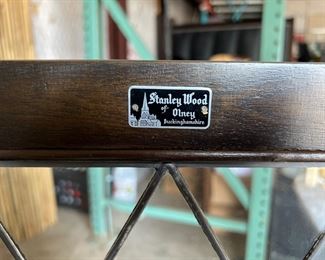 Stanley Wood
of
Olney
Buckinghamshire